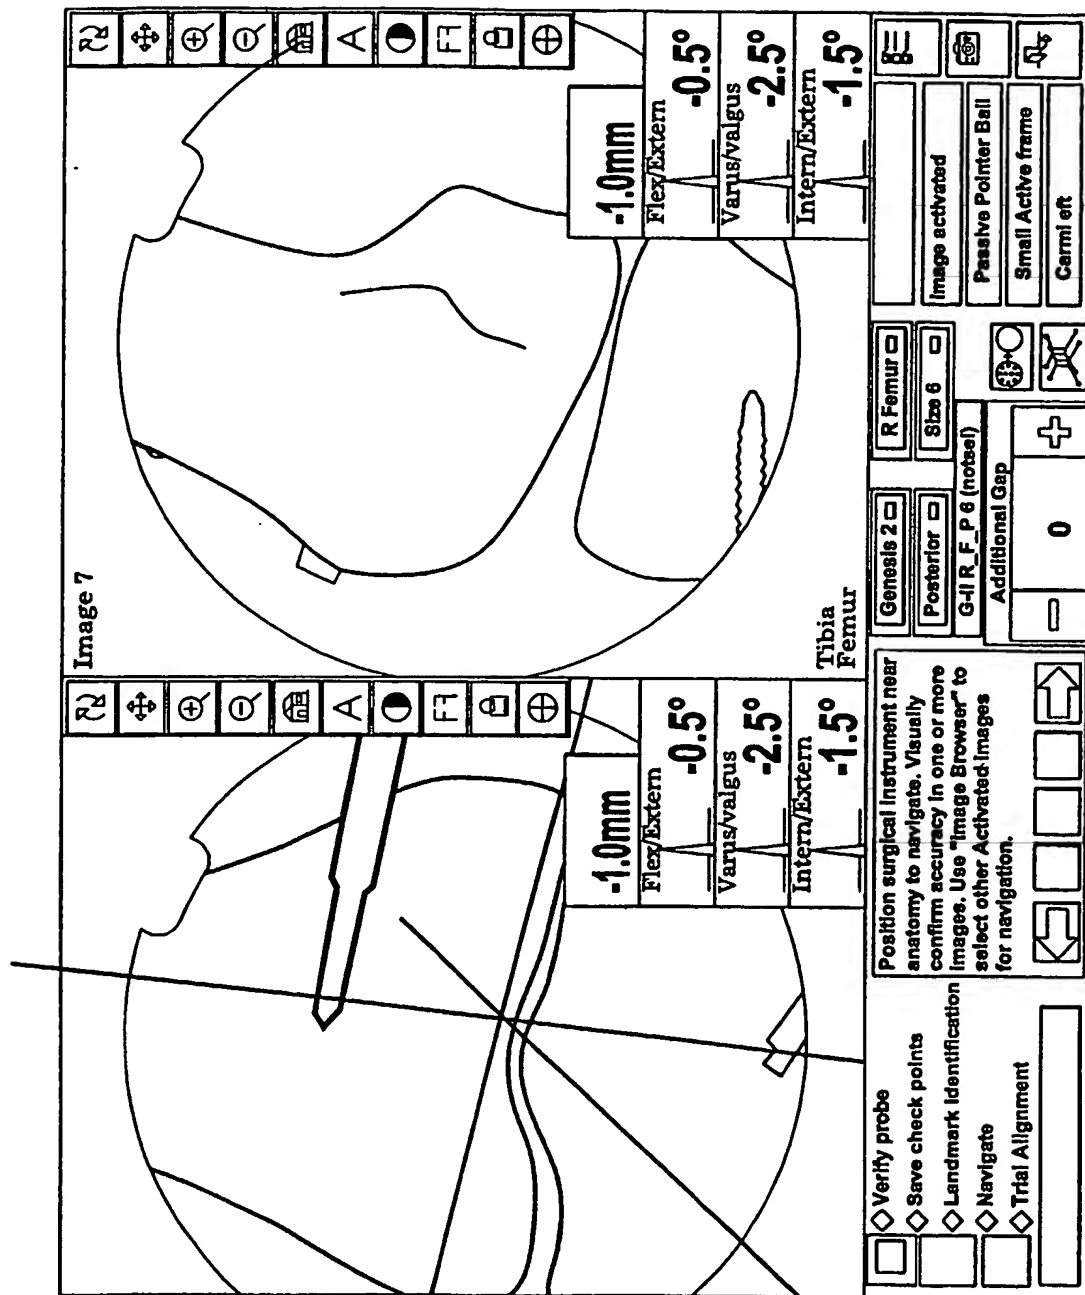 A
-1.0mm
Flex/Extern
-0.5°
Varus/valgus
-2.5°
Intern/Extern
-1.5°
Image 7
Tibia
Femur
A
-1.0mm
Flex/Extern
-0.5°
Varus/valgus
-2.5°
Intern/Extern
-1.5°
Verify probe
Save check points
Landmark Identification
Navigate
Trial Alignment
Position surgical instrument near
anatomy to navigate. Visually
confirm accuracy in one or more
images. Use "Image Browser" to
select other Activated images
for navigation.
Genesis 2
R Femur
Posterior
Size 6
G-II R_F_P 6 (notsel)
Additional Gap
0
Image activated
Passive Pointer Ball
Small Active frame
Carml eft